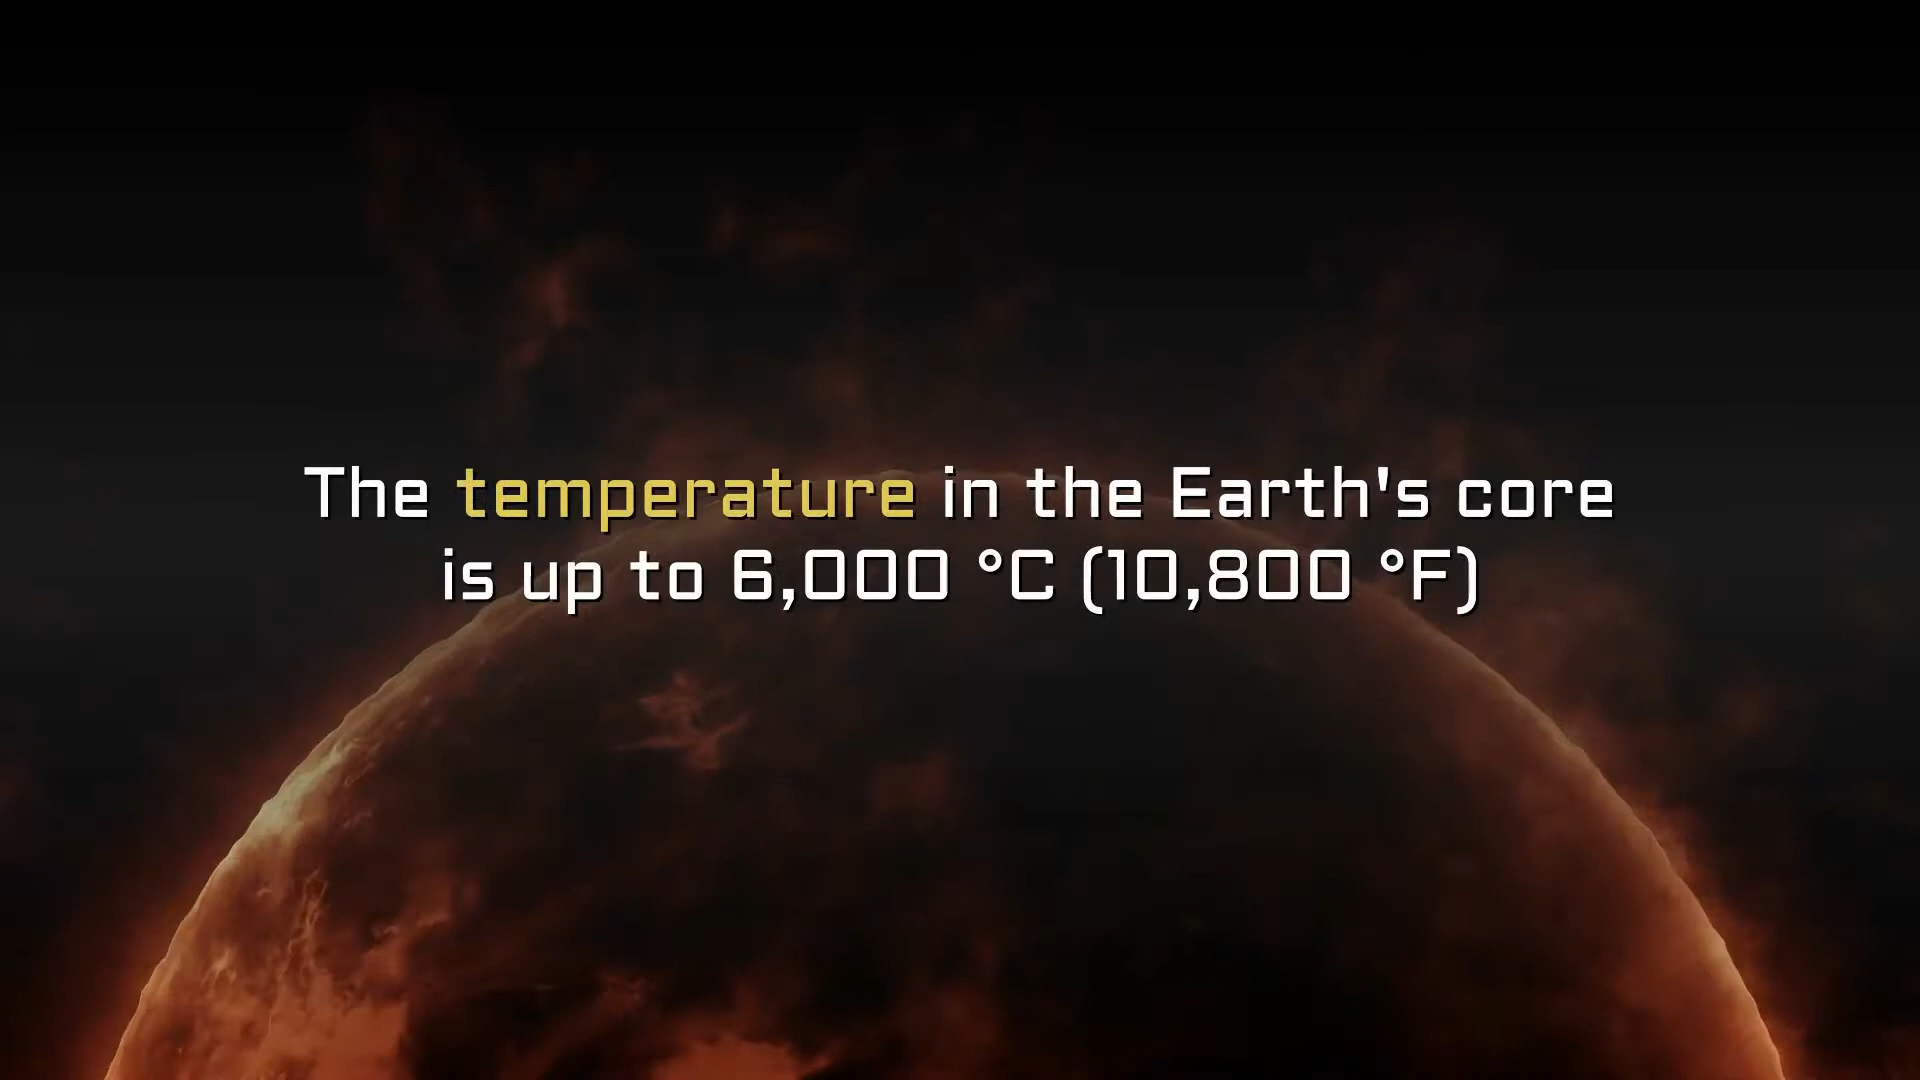 The temperature in the Earth's core
is up to 6,000 °C (10,800 °F)